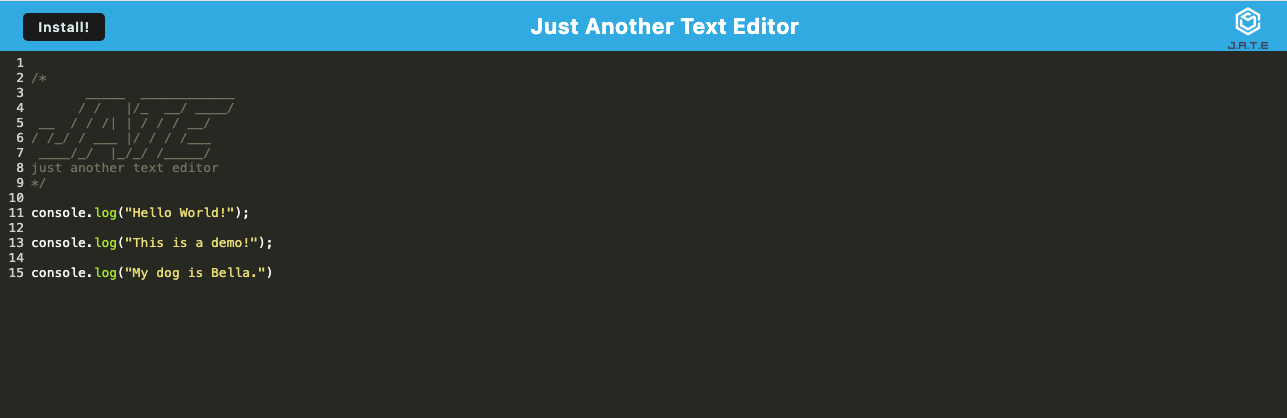 Install!
Just Another Text Editor
J.A.T.E
1
2 /*
3        _____  ____________
4       / /   |/_  __/ ____/
5  __  / / /| | / / / __/
6 / /_/ / ___ |/ / / /___
7  ____/_/  |_/_/ /_____/
8 just another text editor
9 */
10
11 console.log("Hello World!");
12
13 console.log("This is a demo!");
14
15 console.log("My dog is Bella.")